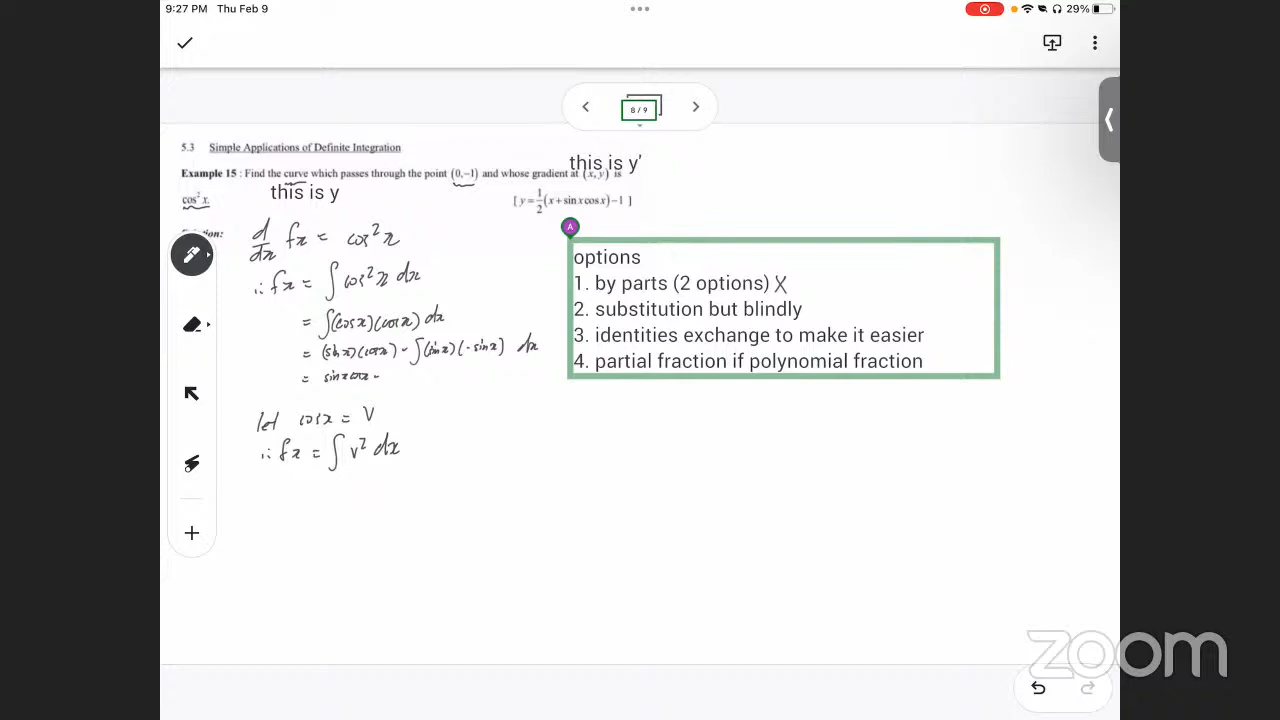 9:27 PM Thu Feb 9
29%
8 / 9
5.3 Simple Applications of Definite Integration
this is y'
Example 15 : Find the curve which passes through the point (0,−1) and whose gradient at (x, y) is
this is y
cos² x.
[ y = 1/2 (x + sin x cos x) − 1 ]
d/dx fx = cos² x
∴ fx = ∫ cos² x dx
= ∫(cosx)(cosx) dx
= (sinx)(cosx) - ∫(sinx)(-sinx) dx
= sinxcosx -
let cosx = V
∴ fx = ∫ v² dx
A
options
1. by parts (2 options) X
2. substitution but blindly
3. identities exchange to make it easier
4. partial fraction if polynomial fraction
zoom